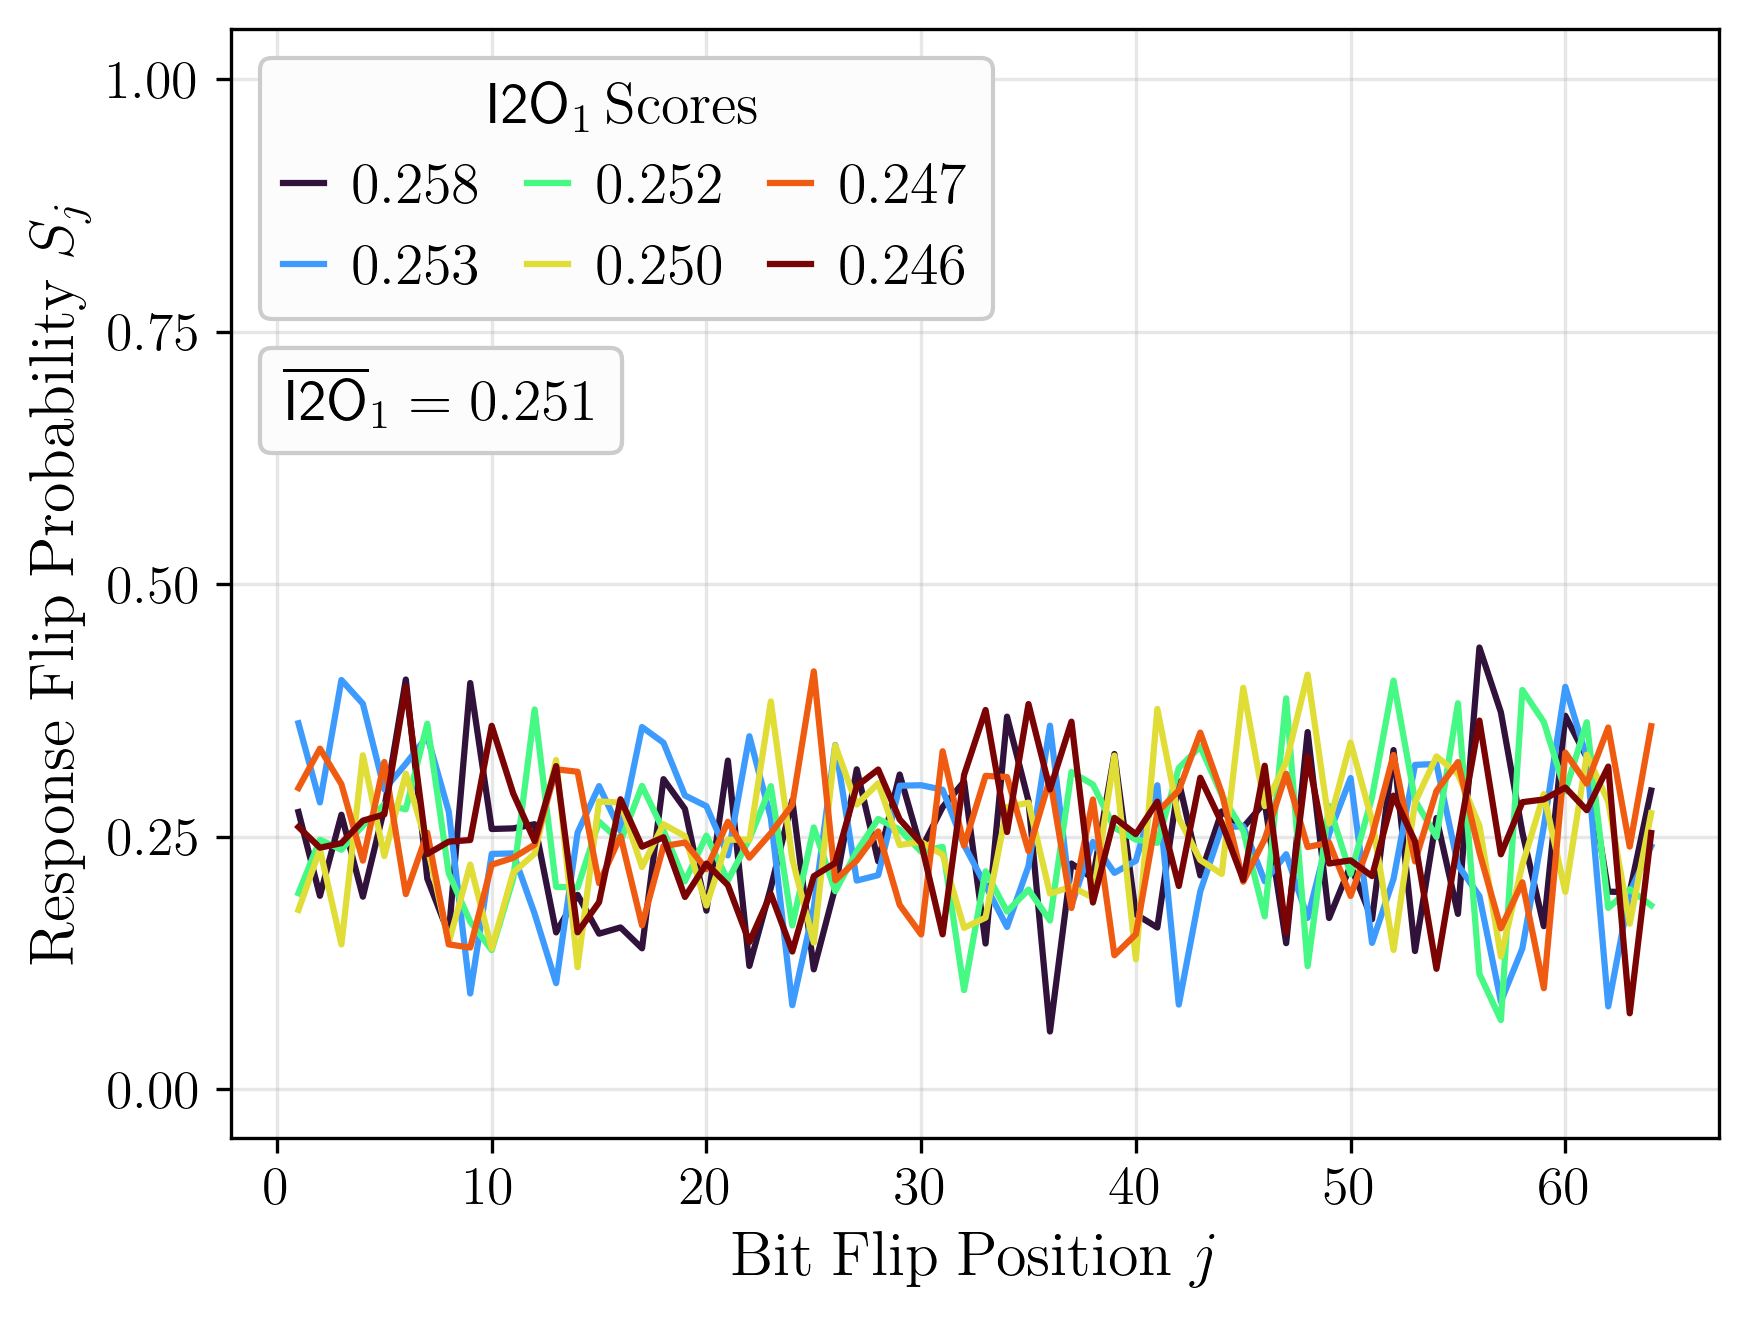 I2O₁ Scores
0.258 0.252 0.247
0.253 0.250 0.246
I2O̅₁ = 0.251
Response Flip Probability Sⱼ
1.00
0.75
0.50
0.25
0.00
0 10 20 30 40 50 60
Bit Flip Position j